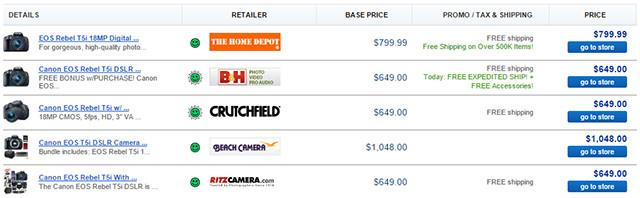 DETAILS RETAILER BASE PRICE PROMO / TAX & SHIPPING PRICE
EOS Rebel T5i 18MP Digital ...
For gorgeous, high-quality photo...
THE HOME DEPOT
$799.99
FREE shipping
Free Shipping on Over 500K Items!
$799.99
go to store
Canon EOS Rebel T5i DSLR ...
FREE BONUS w/PURCHASE! Canon
EOS...
B&H PHOTO
VIDEO
PRO AUDIO
$649.00
FREE shipping
Today: FREE EXPEDITED SHIP! +
FREE Accessories!
$649.00
go to store
Canon EOS Rebel T5i w/ ...
18MP CMOS, 5fps, HD, 3" VA ...
CRUTCHFIELD
$649.00
FREE shipping
$649.00
go to store
Canon EOS T5i DSLR Camera ...
Bundle includes: EOS Rebel T5i 1...
BEACH CAMERA
$1,048.00
$1,048.00
go to store
Canon EOS Rebel T5i With ...
The Canon EOS Rebel T5i DSLR is ...
RITZCAMERA.com
$649.00
FREE shipping
$649.00
go to store